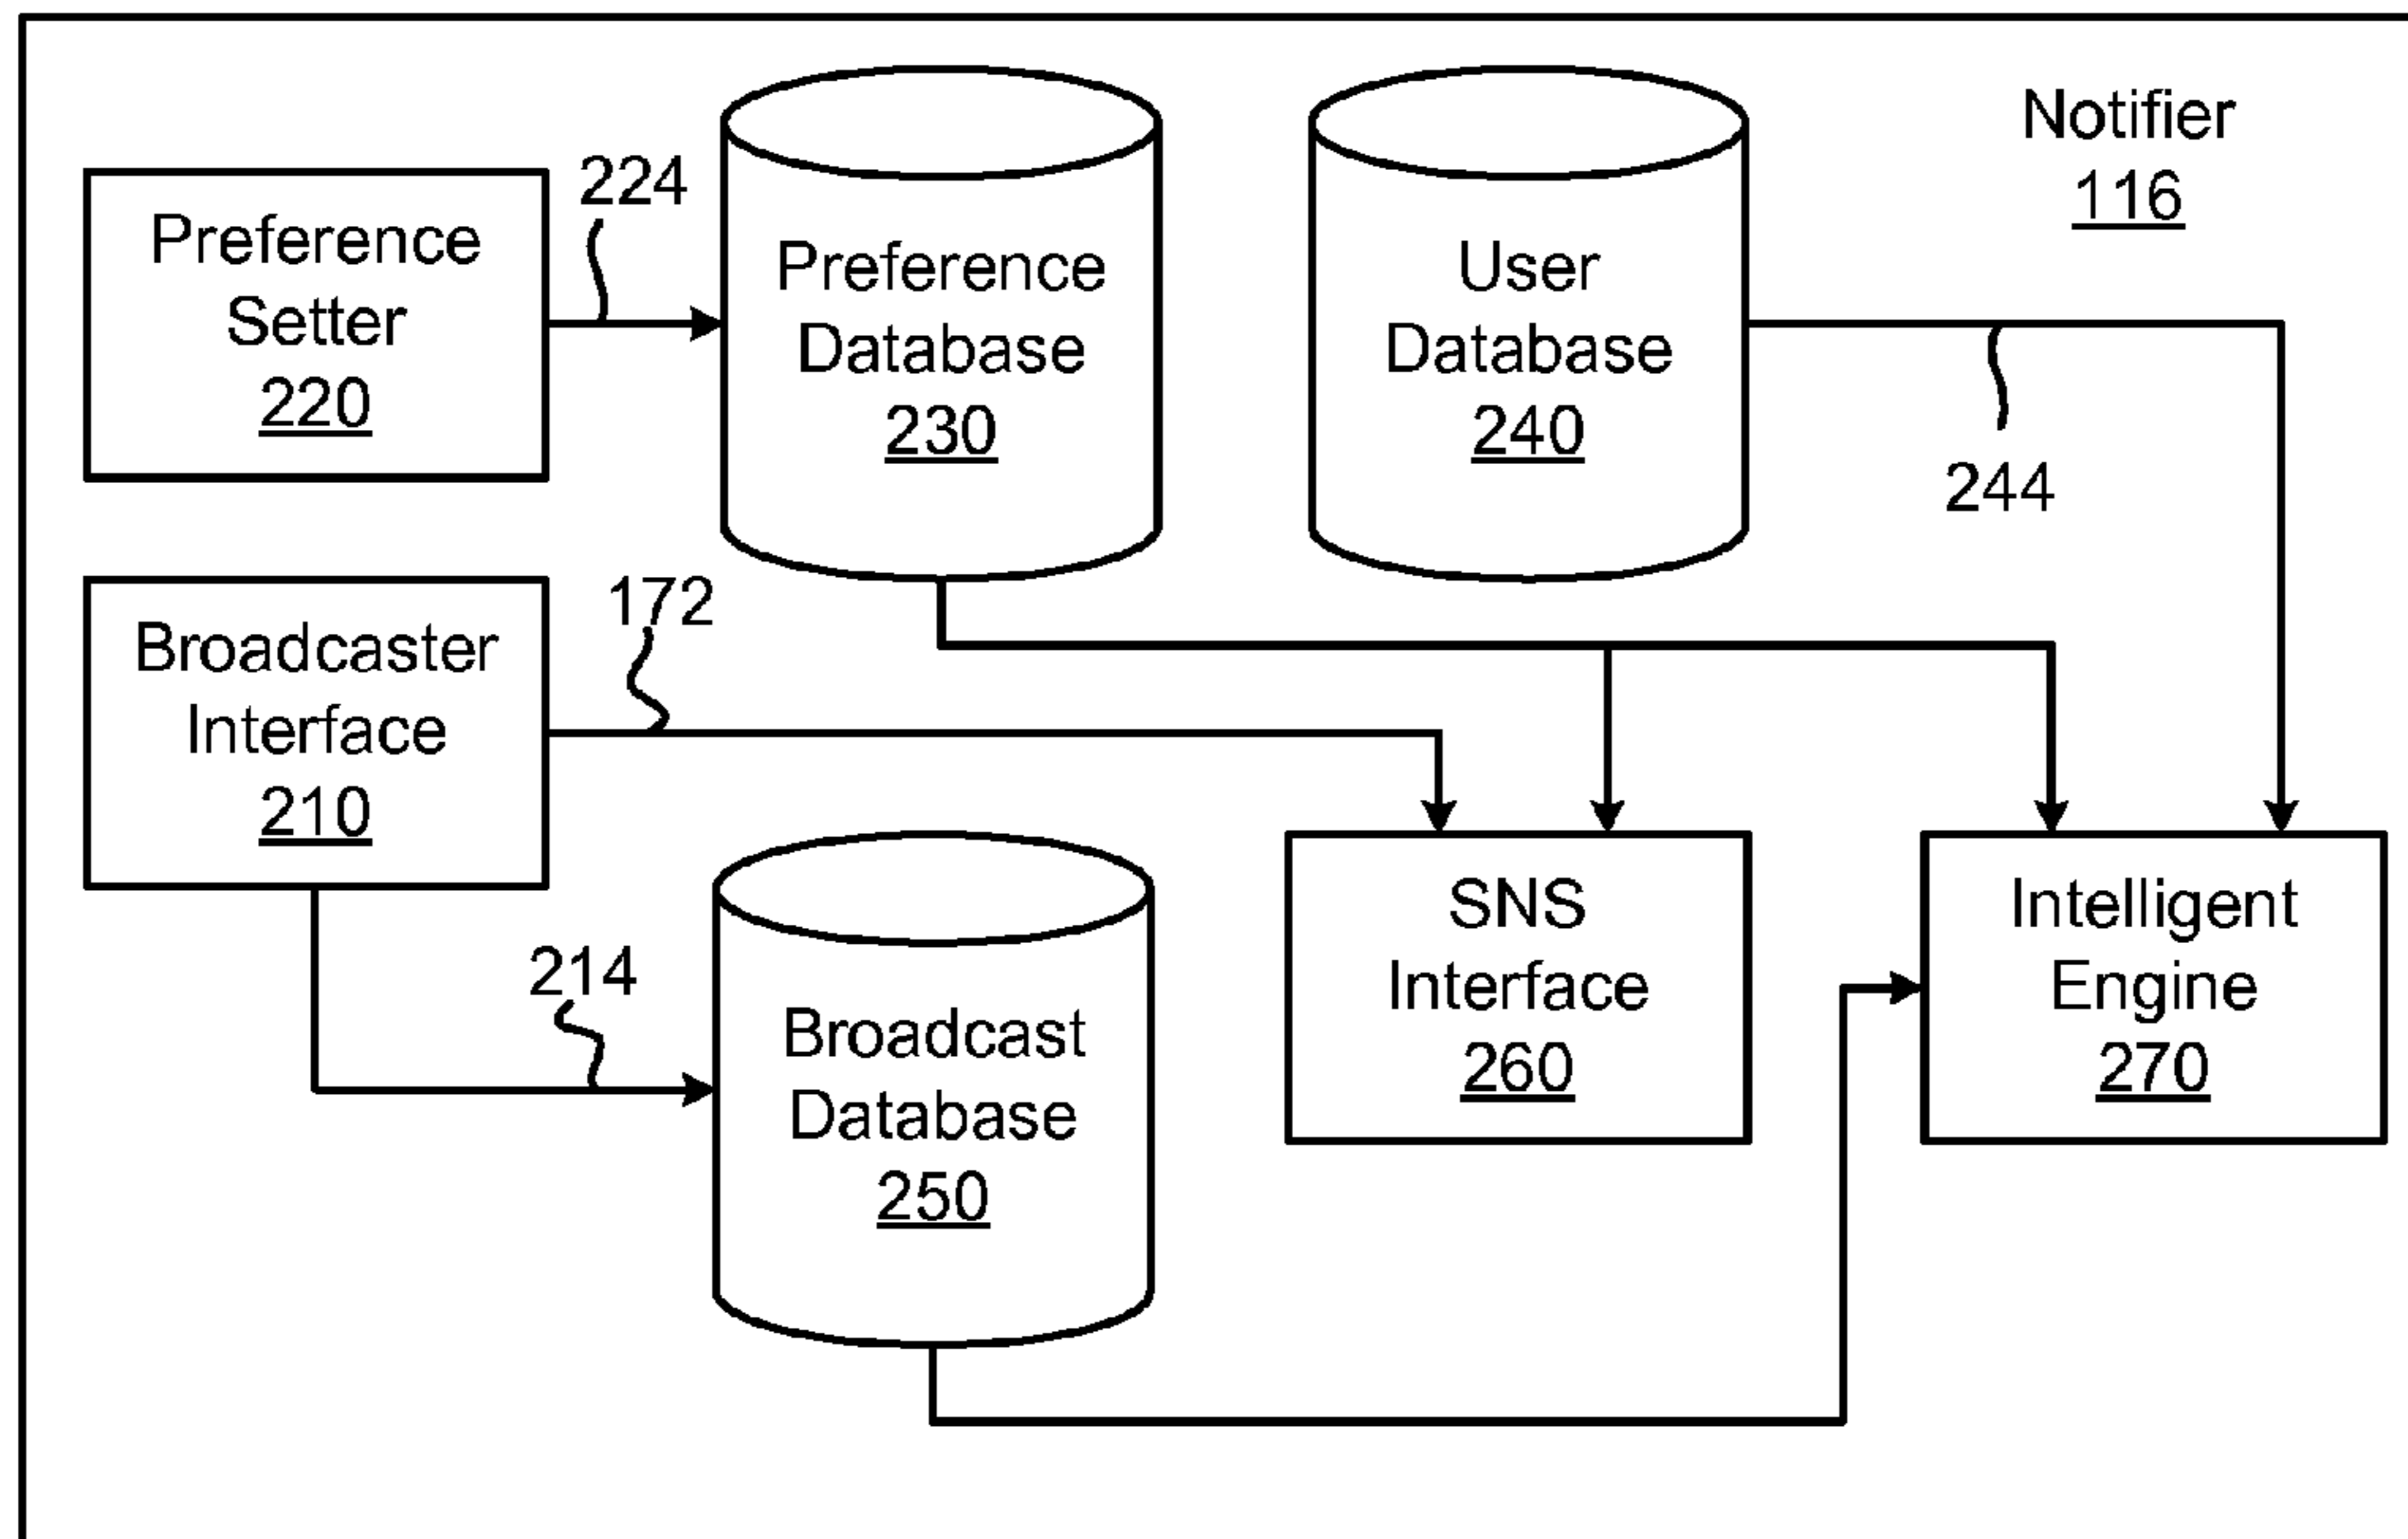 Notifier
116
Preference
Setter
220
224
Preference
Database
230
User
Database
240
244
Broadcaster
Interface
210
172
214
Broadcast
Database
250
SNS
Interface
260
Intelligent
Engine
270